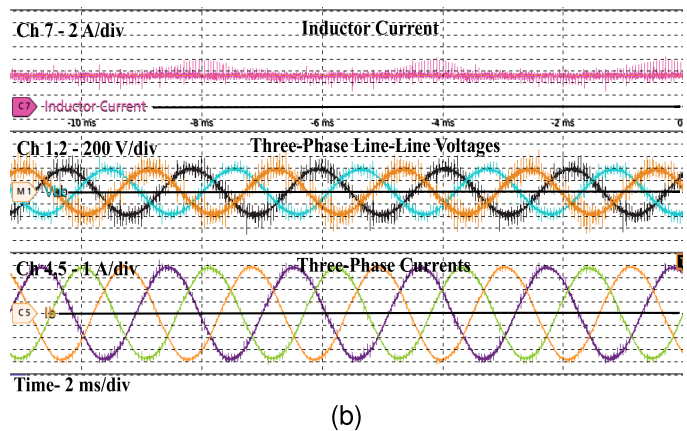 Ch 7 - 2 A/div
Inductor Current
C7
Inductor Current
-10 ms
-8 ms
-6 ms
-4 ms
-2 ms
0
Ch 1,2 - 200 V/div
Three-Phase Line-Line Voltages
M1
Vab
Ch 4,5 - 1 A/div
Three-Phase Currents
C5
Ib
Time- 2 ms/div
(b)